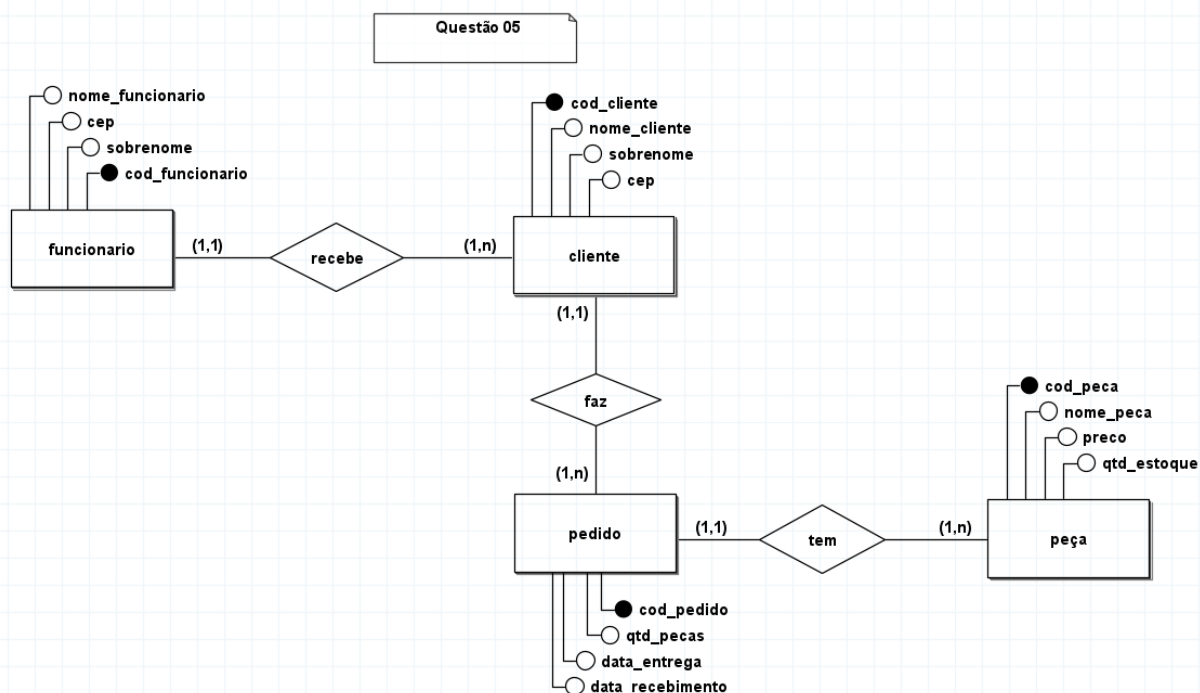 Questão 05
nome_funcionario
cep
sobrenome
cod_funcionario
funcionario
(1,1)
recebe
(1,n)
cod_cliente
nome_cliente
sobrenome
cep
cliente
(1,1)
faz
(1,n)
pedido
(1,1)
tem
(1,n)
cod_peca
nome_peca
preco
qtd_estoque
peça
cod_pedido
qtd_pecas
data_entrega
data_recebimento